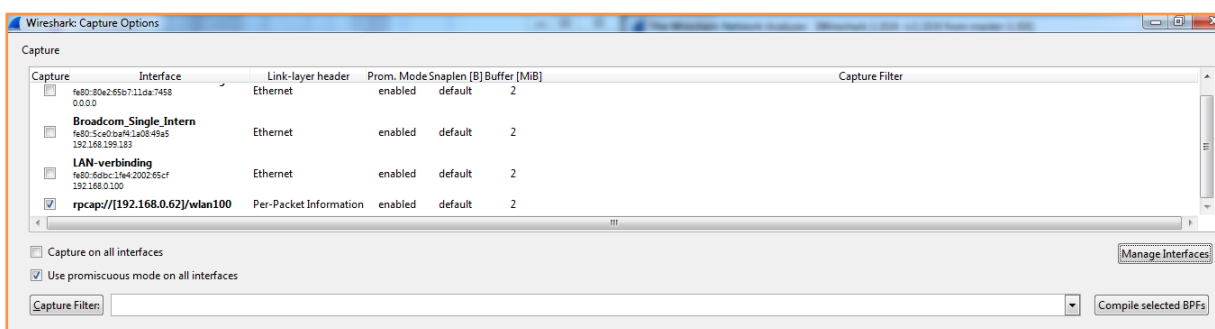 Wireshark: Capture Options
Capture
Capture Interface Link-layer header Prom. Mode Snaplen [B] Buffer [MiB] Capture Filter
fe80::80e2:65b7:11da:7458 Ethernet enabled default 2
0.0.0.0
Broadcom_Single_Intern
fe80::5ce0:baf4:1a08:49a5 Ethernet enabled default 2
192.168.199.183
LAN-verbinding
fe80::6dbc:1fe4:2002:65cf Ethernet enabled default 2
192.168.0.100
rpcap://[192.168.0.62]/wlan100 Per-Packet Information enabled default 2
Capture on all interfaces
Manage Interfaces
Use promiscuous mode on all interfaces
Capture Filter: Compile selected BPFs